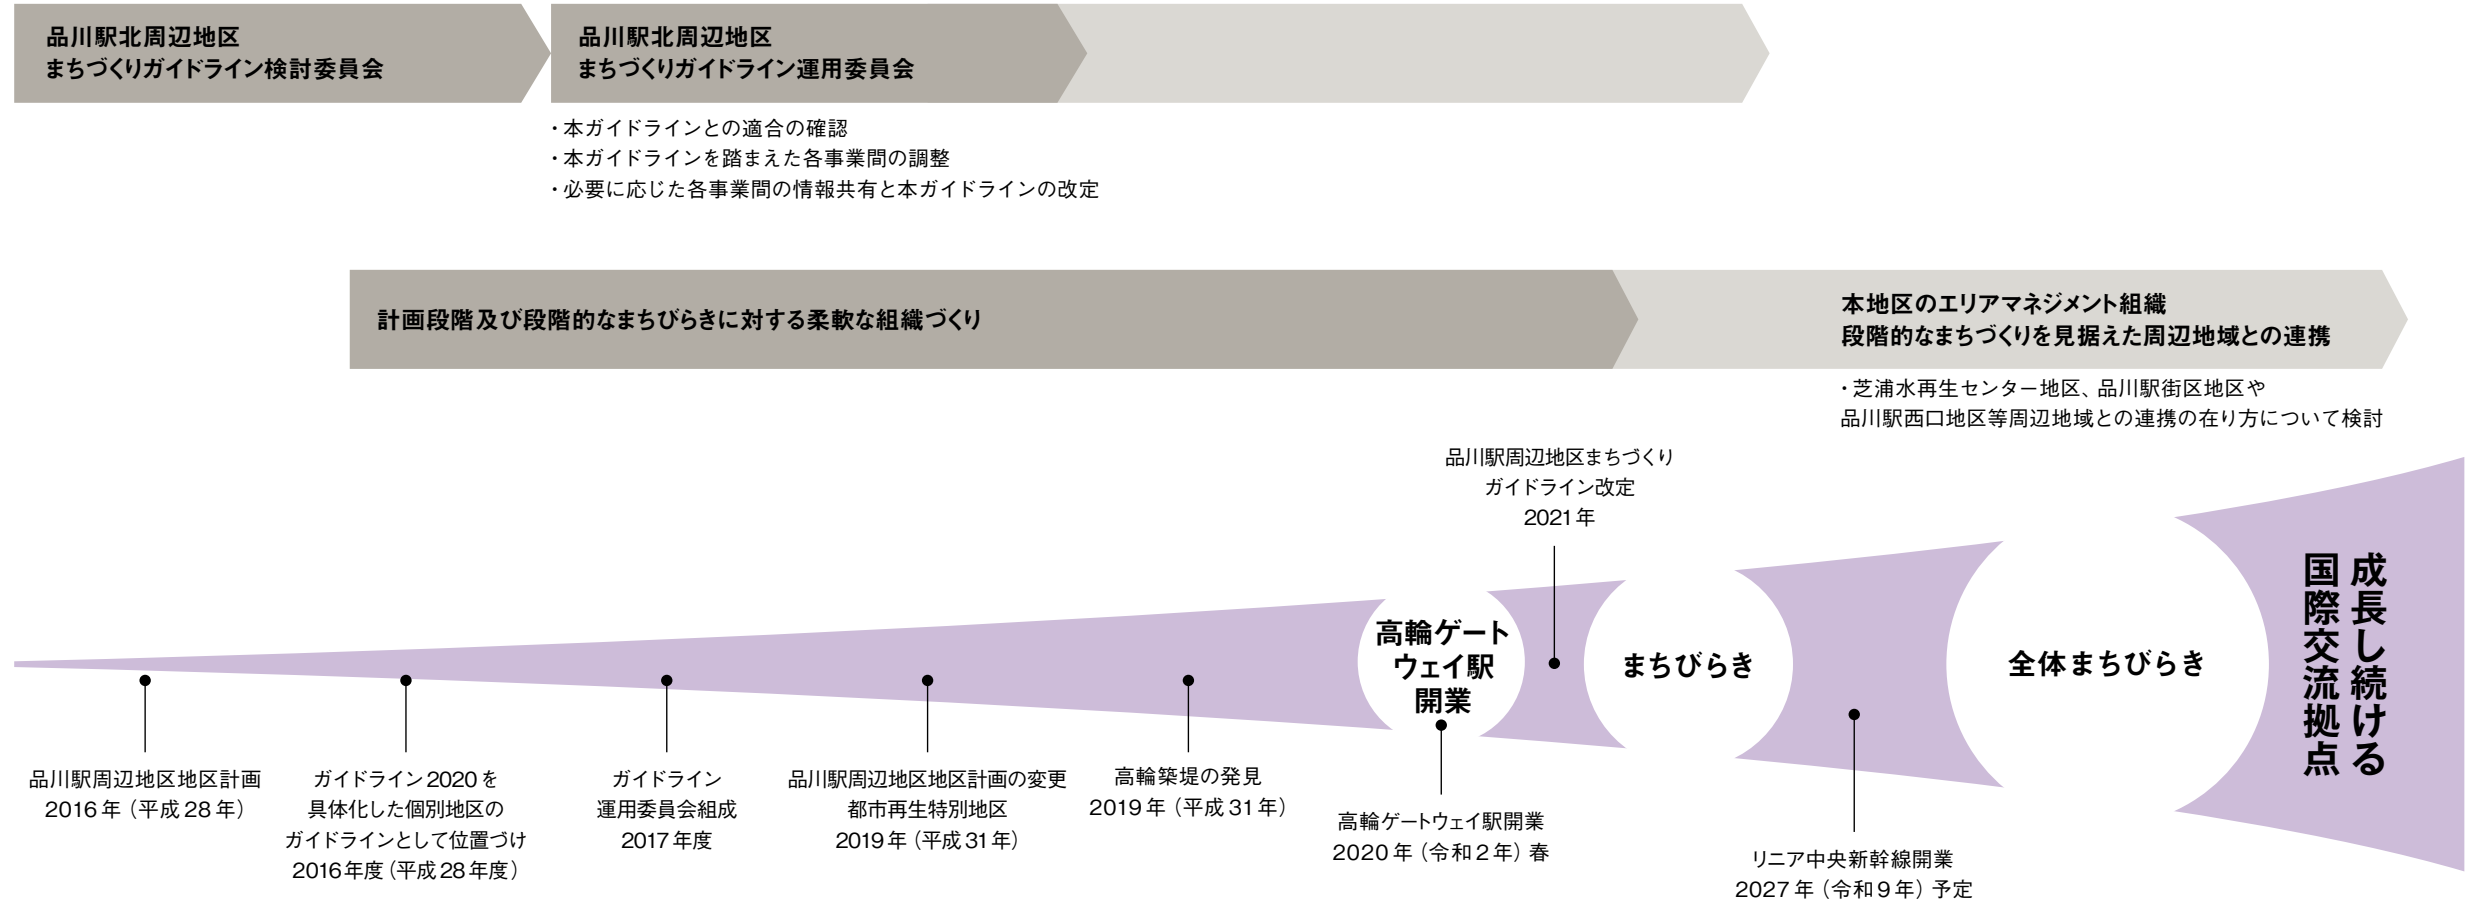 品川駅北周辺地区
まちづくりガイドライン検討委員会
品川駅北周辺地区
まちづくりガイドライン運用委員会
・本ガイドラインとの適合の確認
・本ガイドラインを踏まえた各事業間の調整
・必要に応じた各事業間の情報共有と本ガイドラインの改定
計画段階及び段階的なまちびらきに対する柔軟な組織づくり
本地区のエリアマネジメント組織
段階的なまちづくりを見据えた周辺地域との連携
・芝浦水再生センター地区、品川駅街区地区や
品川駅西口地区等周辺地域との連携の在り方について検討
品川駅周辺地区まちづくり
ガイドライン改定
2021年
高輪ゲート
ウェイ駅
開業
まちびらき
全体まちびらき
成長し続ける
国際交流拠点
品川駅周辺地区地区計画
2016年（平成28年）
ガイドライン2020を
具体化した個別地区の
ガイドラインとして位置づけ
2016年度（平成28年度）
ガイドライン
運用委員会組成
2017年度
品川駅周辺地区地区計画の変更
都市再生特別地区
2019年（平成31年）
高輪築堤の発見
2019年（平成31年）
高輪ゲートウェイ駅開業
2020年（令和2年）春
リニア中央新幹線開業
2027年（令和9年）予定